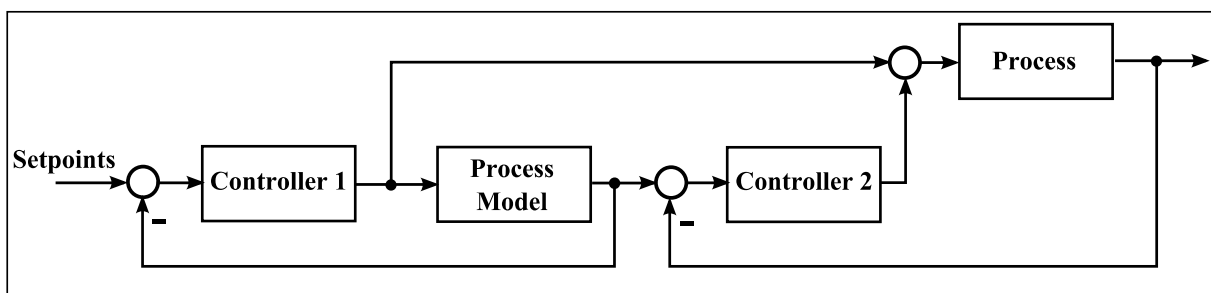 Process
Setpoints
Controller 1
Process
Model
Controller 2
-
-